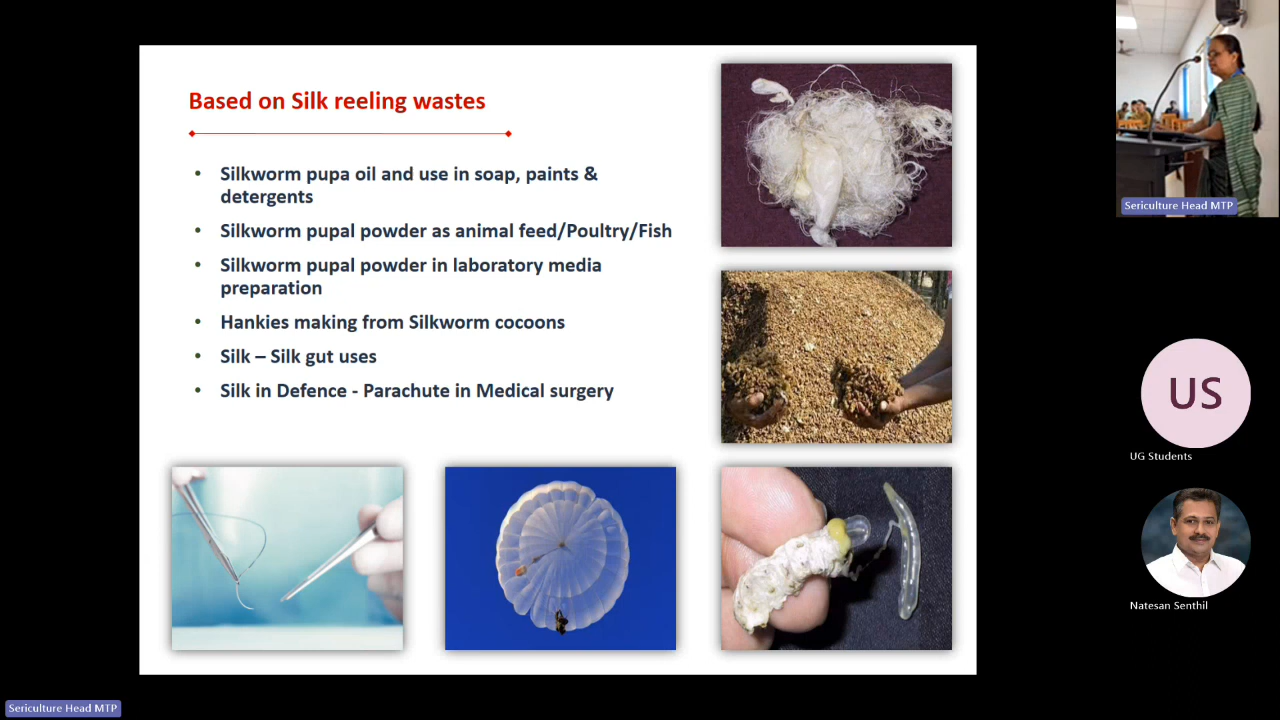 Based on Silk reeling wastes
• Silkworm pupa oil and use in soap, paints &
detergents
• Silkworm pupal powder as animal feed/Poultry/Fish
• Silkworm pupal powder in laboratory media
preparation
• Hankies making from Silkworm cocoons
• Silk – Silk gut uses
• Silk in Defence - Parachute in Medical surgery
Sericulture Head MTP
US
UG Students
Natesan Senthil
Sericulture Head MTP